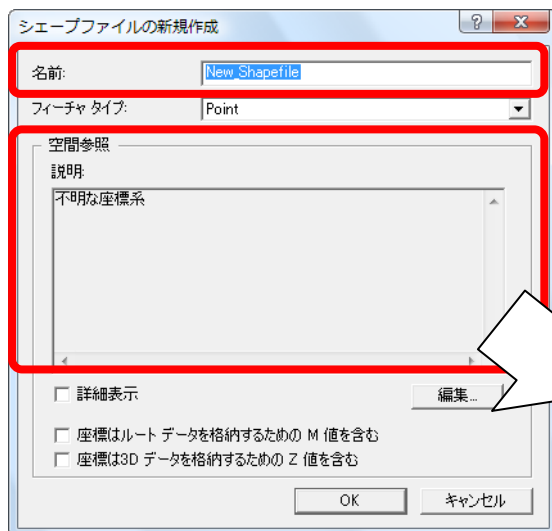 シェープファイルの新規作成
名前:
New_Shapefile
フィーチャ タイプ:
Point
空間参照
説明:
不明な座標系
詳細表示
編集...
座標はルート データを格納するための M 値を含む
座標は3D データを格納するための Z 値を含む
OK
キャンセル